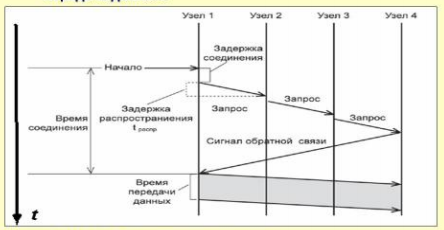 Узел 1 Узел 2 Узел 3 Узел 4
Начало
Задержка
соединения
Время
соединения
Задержка
распространиения
t распр
Запрос
Запрос
Запрос
Сигнал обратной связи
Время
передачи
данных
t